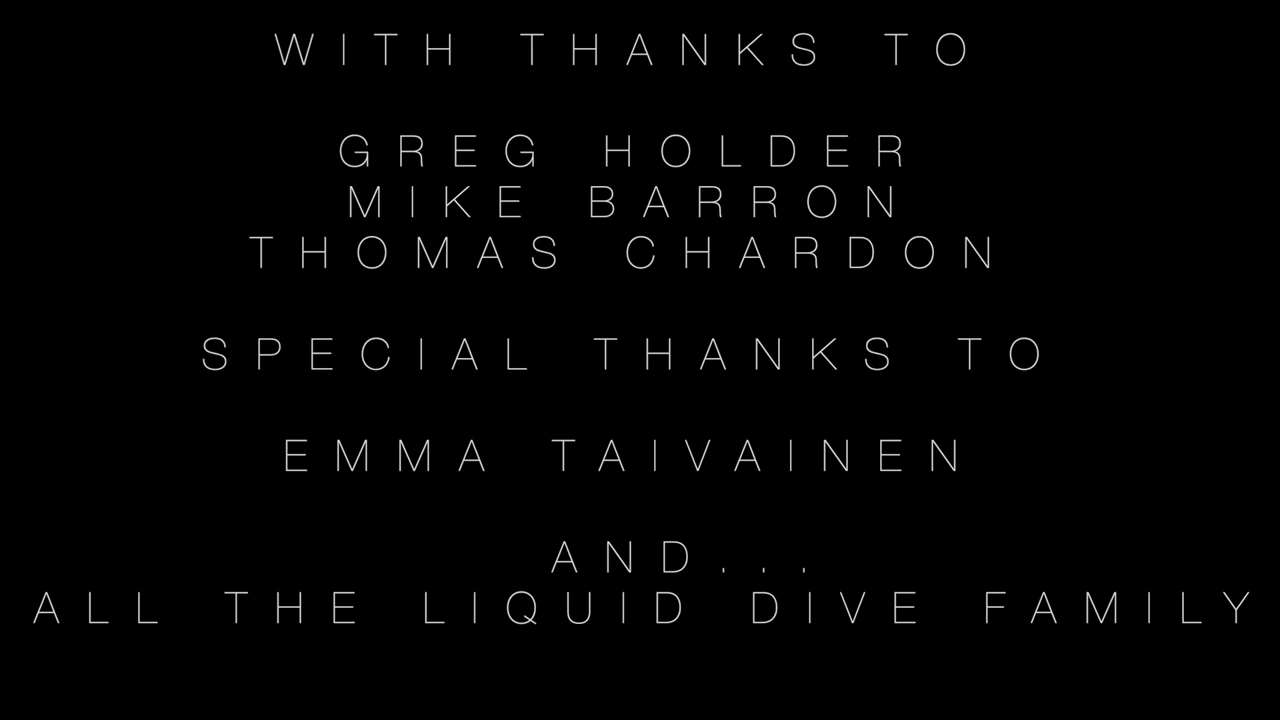 WITH THANKS TO
GREG HOLDER
MIKE BARRON
THOMAS CHARDON
SPECIAL THANKS TO
EMMA TAIVAINEN
AND...
ALL THE LIQUID DIVE FAMILY